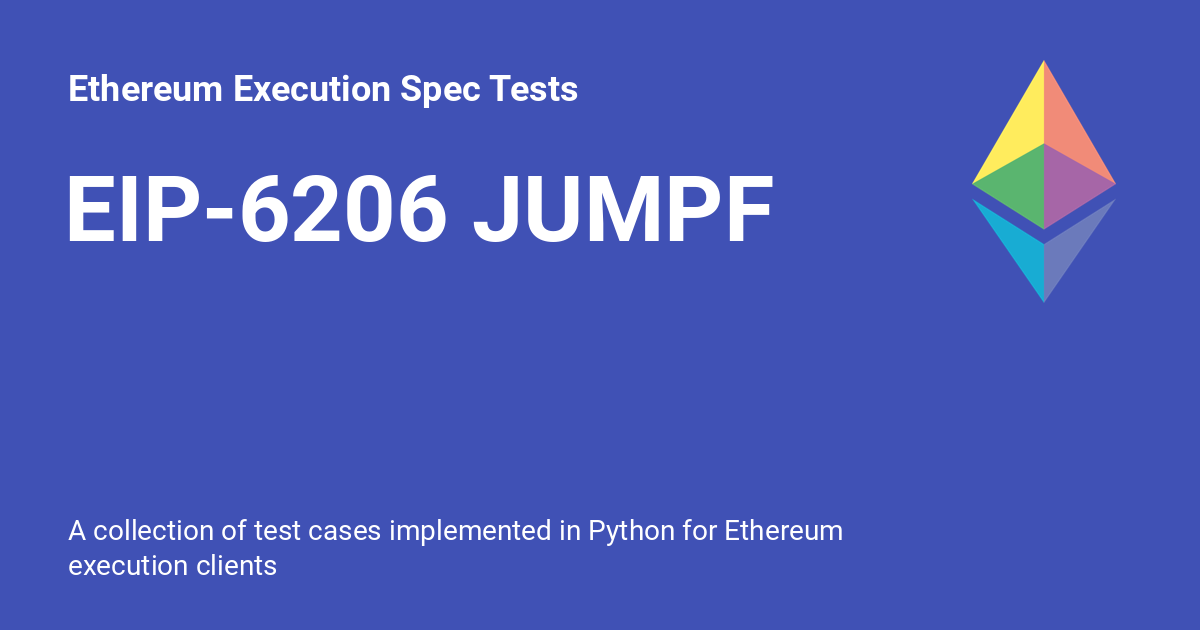 Ethereum Execution Spec Tests
EIP-6206 JUMPF
A collection of test cases implemented in Python for Ethereum
execution clients